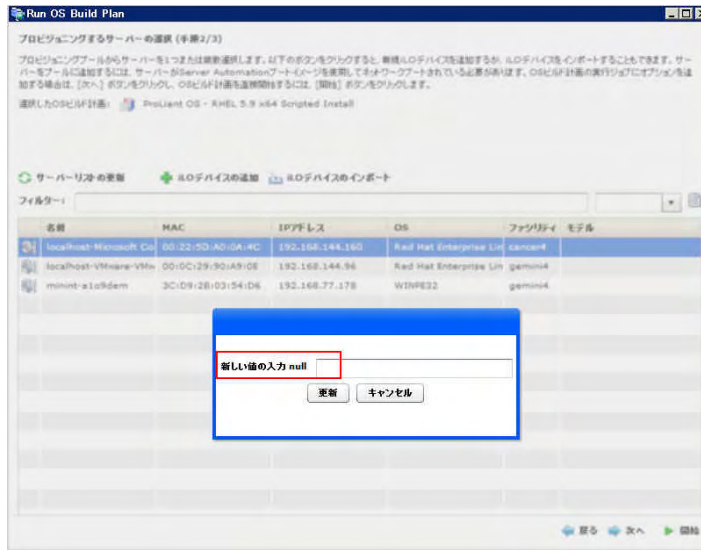 Run OS Build Plan
プロビジョニングするサーバーの選択 (手順2/3)
プロビジョニングプールからサーバーを1つまたは複数選択します。以下のボタンをクリックすると、新規iLOデバイスを追加するか、iLOデバイスをインポートすることもできます。サー
バーをプールに追加するには、サーバーがServer Automationブートイメージを使用してネットワークブートされている必要があります。OSビルド計画の実行ジョブにオプションを追
加する場合は、[次へ] ボタンをクリックし、OSビルド計画を直接開始するには、[開始] ボタンをクリックします。
選択したOSビルド計画: ProLiant OS - RHEL 5.9 x64 Scripted Install
サーバーリストの更新 iLOデバイスの追加 iLOデバイスのインポート
フィルター:
名前 MAC IPアドレス OS ファシリティ モデル
localhost-Microsoft Co 00:22:5D:A0:0A:4C 192.168.144.160 Red Hat Enterprise Lin cancer4
localhost-VMware-VMw 00:0C:29:90:A9:0E 192.168.144.96 Red Hat Enterprise Lin gemini4
minint-a1o9dem 3C:D9:2B:03:54:D6 192.168.77.178 WINPE32 gemini4
新しい値の入力 null
更新 キャンセル
戻る 次へ 開始